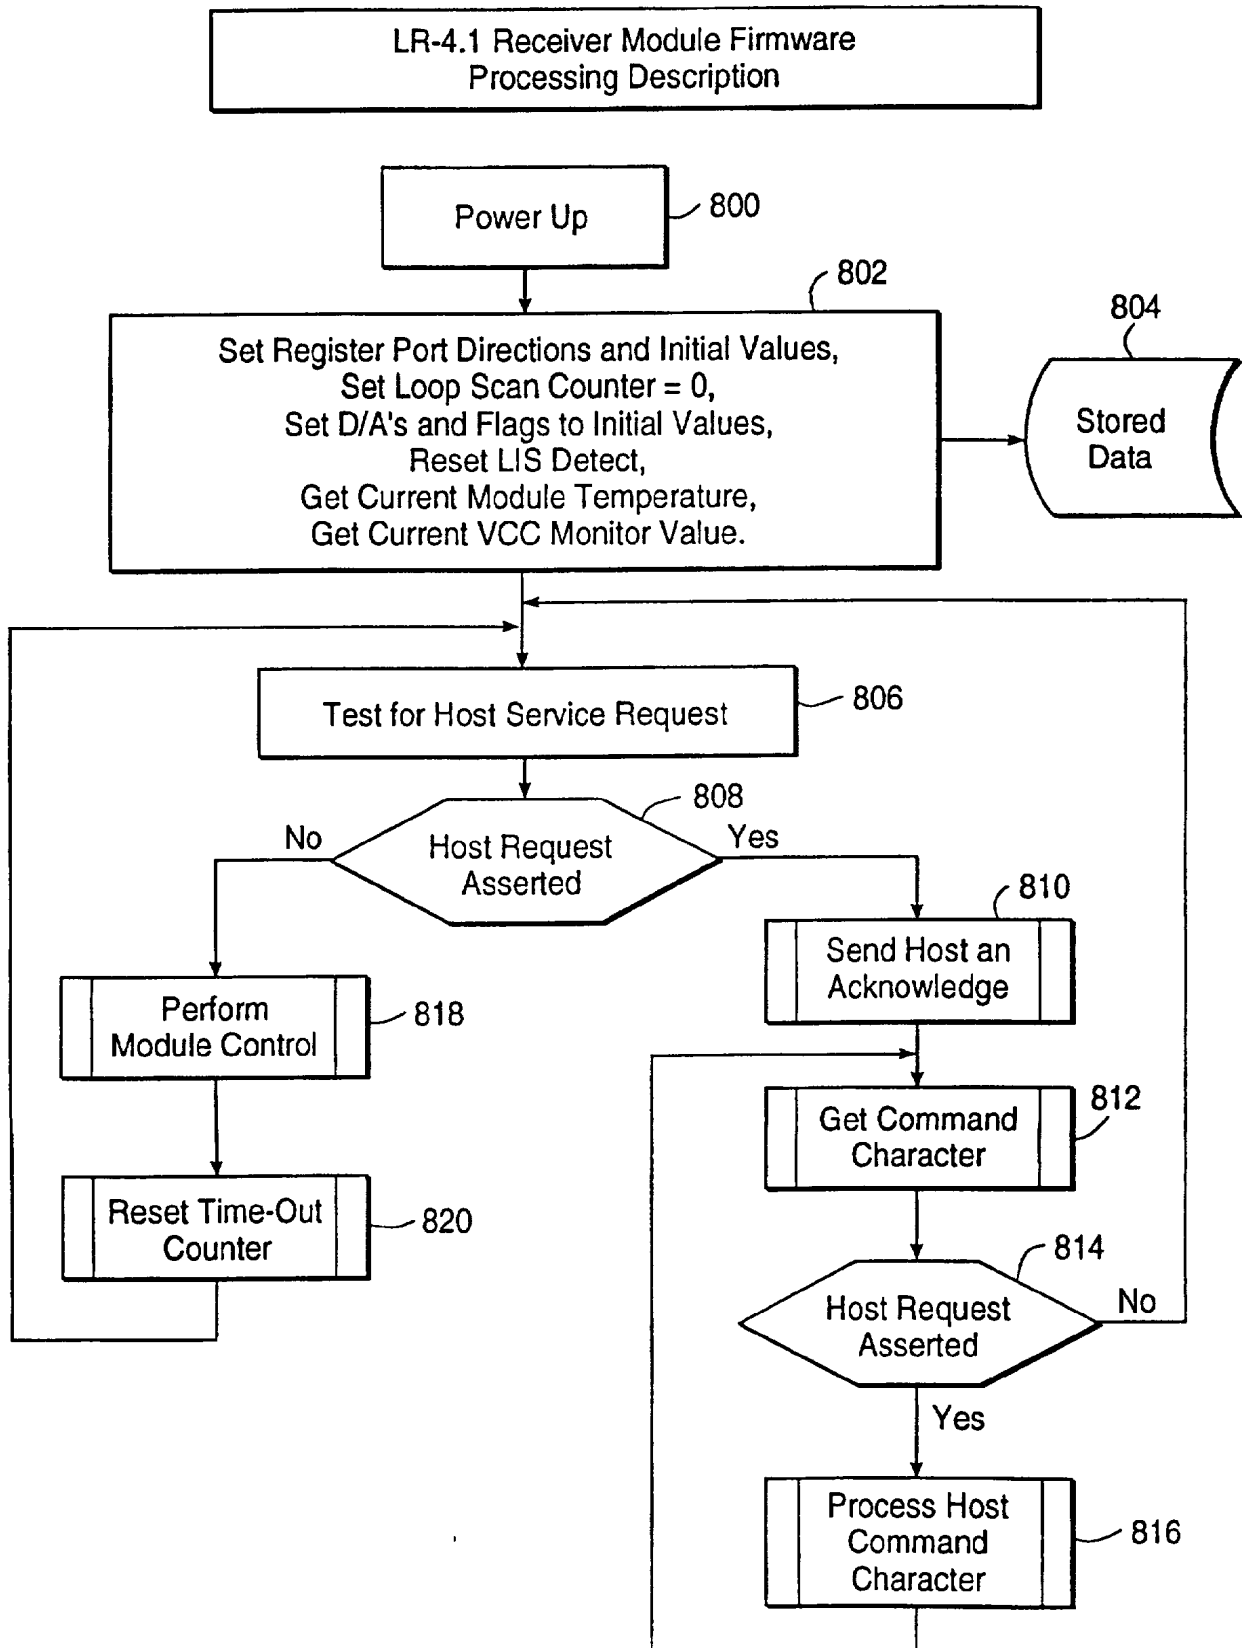 LR-4.1 Receiver Module Firmware
Processing Description
Power Up
800
802
Set Register Port Directions and Initial Values,
Set Loop Scan Counter = 0,
Set D/A's and Flags to Initial Values,
Reset LIS Detect,
Get Current Module Temperature,
Get Current VCC Monitor Value.
804
Stored
Data
Test for Host Service Request
806
808
Host Request
Asserted
No
Yes
810
Send Host an
Acknowledge
Perform
Module Control
818
Get Command
Character
812
Reset Time-Out
Counter
820
814
Host Request
Asserted
No
Yes
Process Host
Command
Character
816